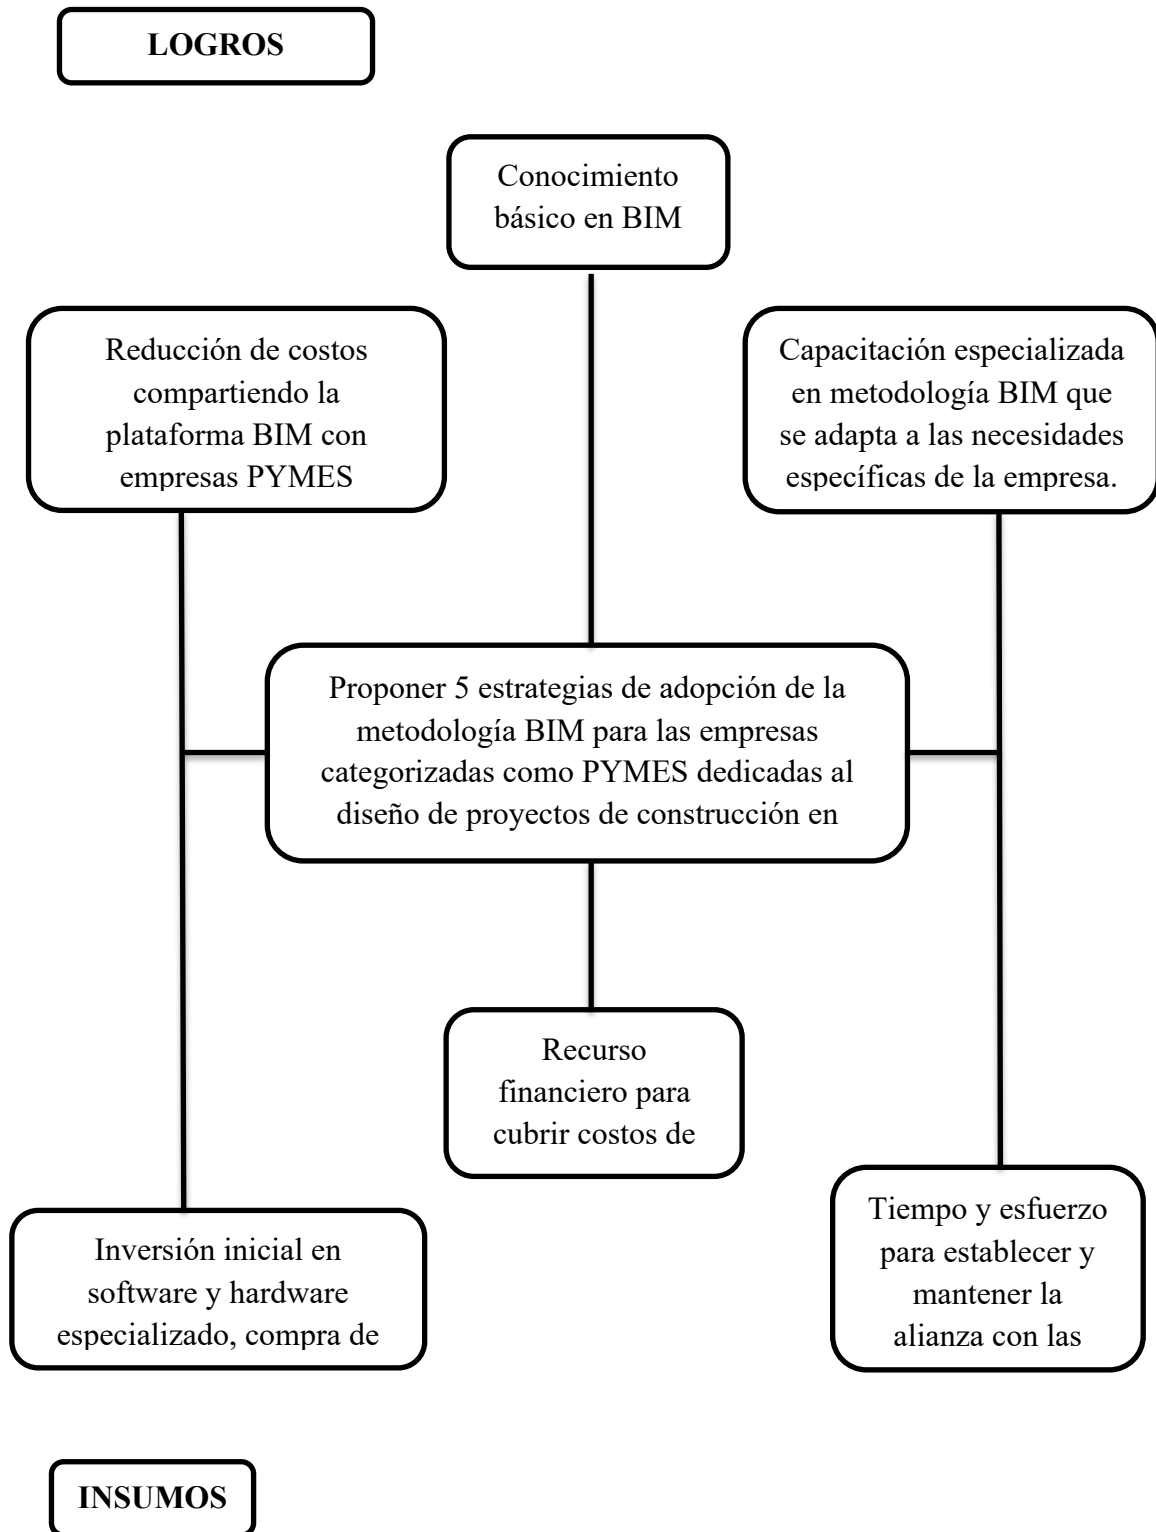 LOGROS
Conocimiento
básico en BIM
Reducción de costos
compartiendo la
plataforma BIM con
empresas PYMES
Capacitación especializada
en metodología BIM que
se adapta a las necesidades
específicas de la empresa.
Proponer 5 estrategias de adopción de la
metodología BIM para las empresas
categorizadas como PYMES dedicadas al
diseño de proyectos de construcción en
Recurso
financiero para
cubrir costos de
Inversión inicial en
software y hardware
especializado, compra de
Tiempo y esfuerzo
para establecer y
mantener la
alianza con las
INSUMOS